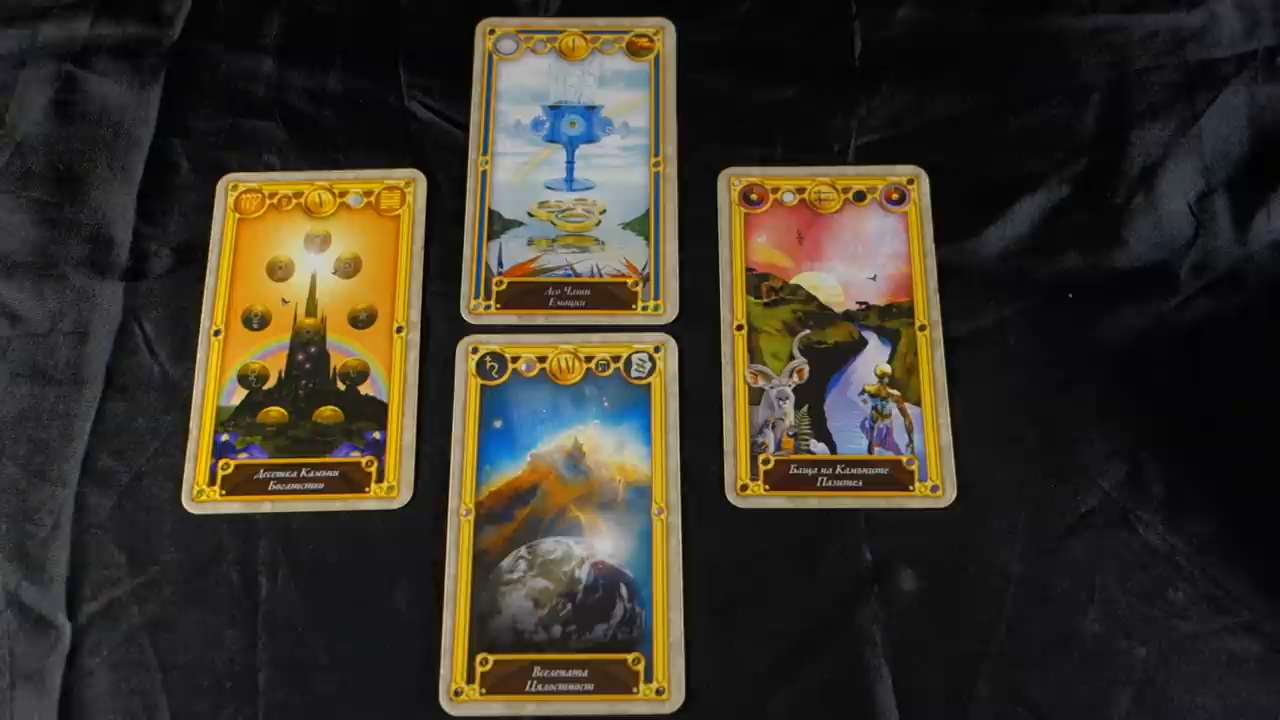 Асо Чаши
Емоции
Десетка Камъни
Богатство
Баща на Камъните
Пазител
Вселената
Цялостност